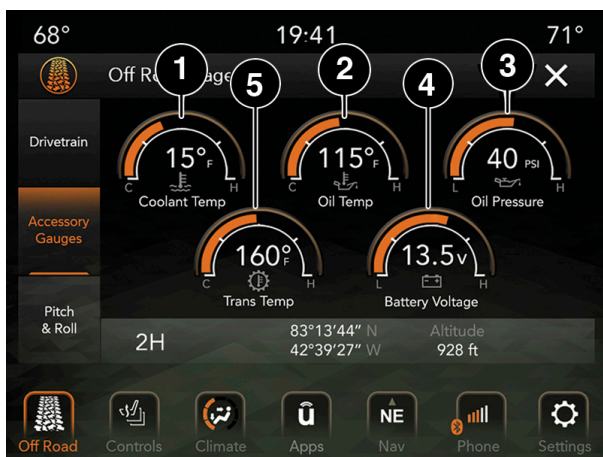 68°
19:41
71°
Off Ro
age
1
5
2
4
3
Drivetrain
Accessory
Gauges
Pitch
& Roll
15°F
C H
Coolant Temp
115°F
C H
Oil Temp
40 PSI
L H
Oil Pressure
160°F
C H
Trans Temp
13.5v
L H
Battery Voltage
2H
83°13'44" N
42°39'27" W
Altitude
928 ft
Off Road
Controls
Climate
û
Apps
NE
Nav
Phone
Settings